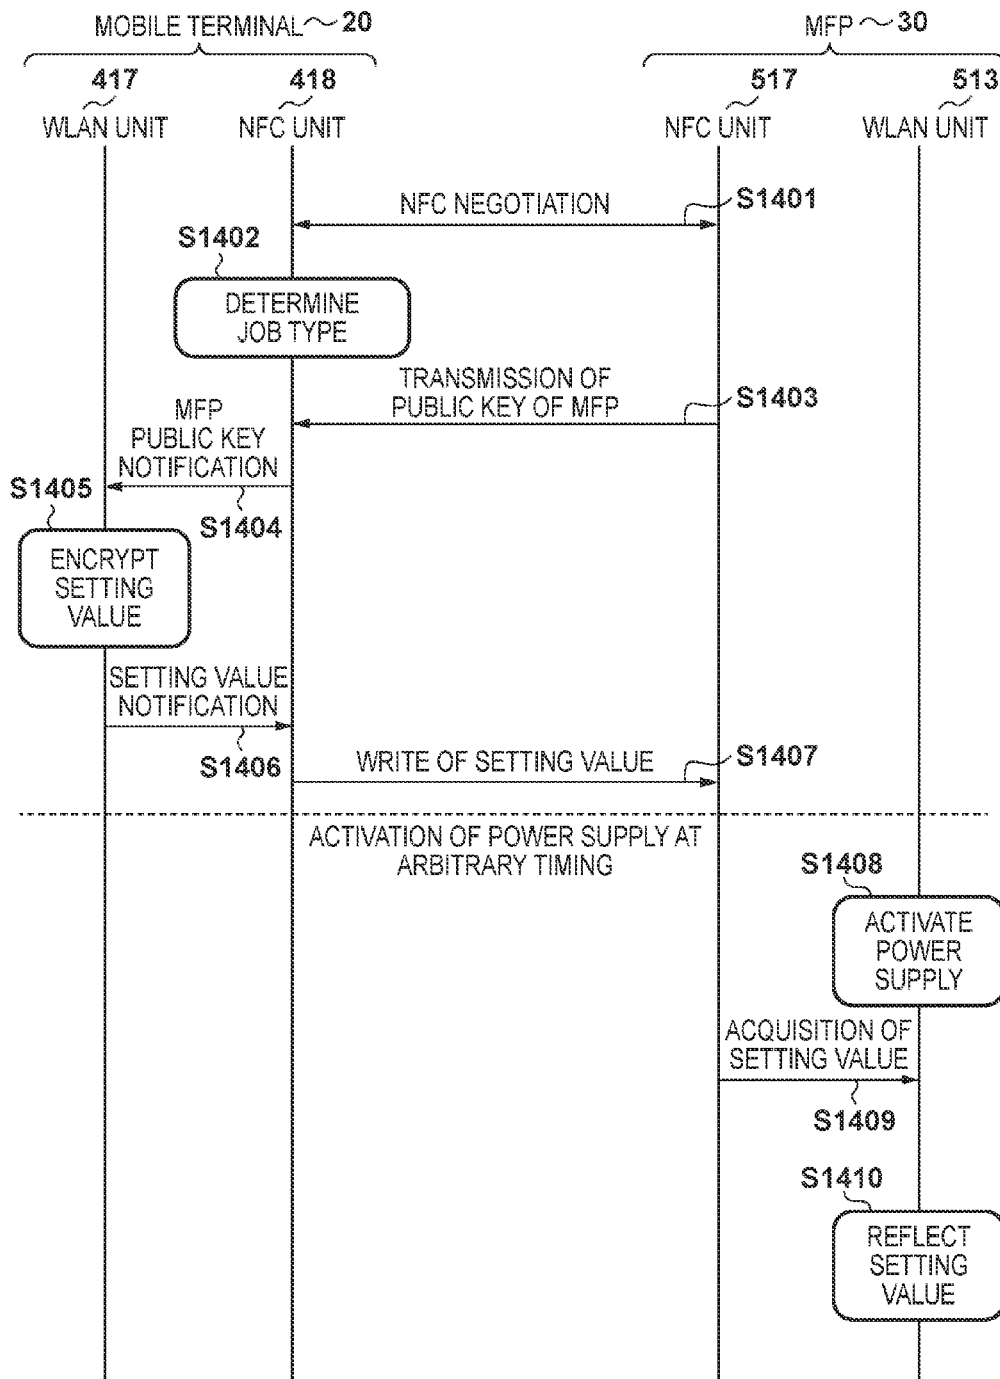 MOBILE TERMINAL 20
MFP 30
417
418
517
513
WLAN UNIT
NFC UNIT
NFC UNIT
WLAN UNIT
NFC NEGOTIATION
S1401
S1402
DETERMINE
JOB TYPE
TRANSMISSION OF
PUBLIC KEY OF MFP
S1403
MFP
PUBLIC KEY
NOTIFICATION
S1404
S1405
ENCRYPT
SETTING
VALUE
SETTING VALUE
NOTIFICATION
S1406
WRITE OF SETTING VALUE
S1407
ACTIVATION OF POWER SUPPLY AT
ARBITRARY TIMING
S1408
ACTIVATE
POWER
SUPPLY
ACQUISITION OF
SETTING VALUE
S1409
S1410
REFLECT
SETTING
VALUE